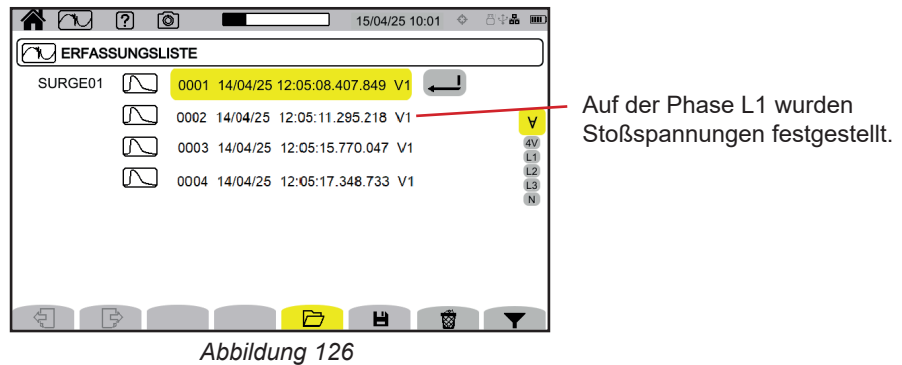 15/04/25 10:01
ERFASSUNGSLISTE
SURGE01 0001 14/04/25 12:05:08.407.849 V1
0002 14/04/25 12:05:11.295.218 V1
0003 14/04/25 12:05:15.770.047 V1
0004 14/04/25 12:05:17.348.733 V1
∀
4V
L1
L2
L3
N
Auf der Phase L1 wurden
Stoßspannungen festgestellt.
Abbildung 126